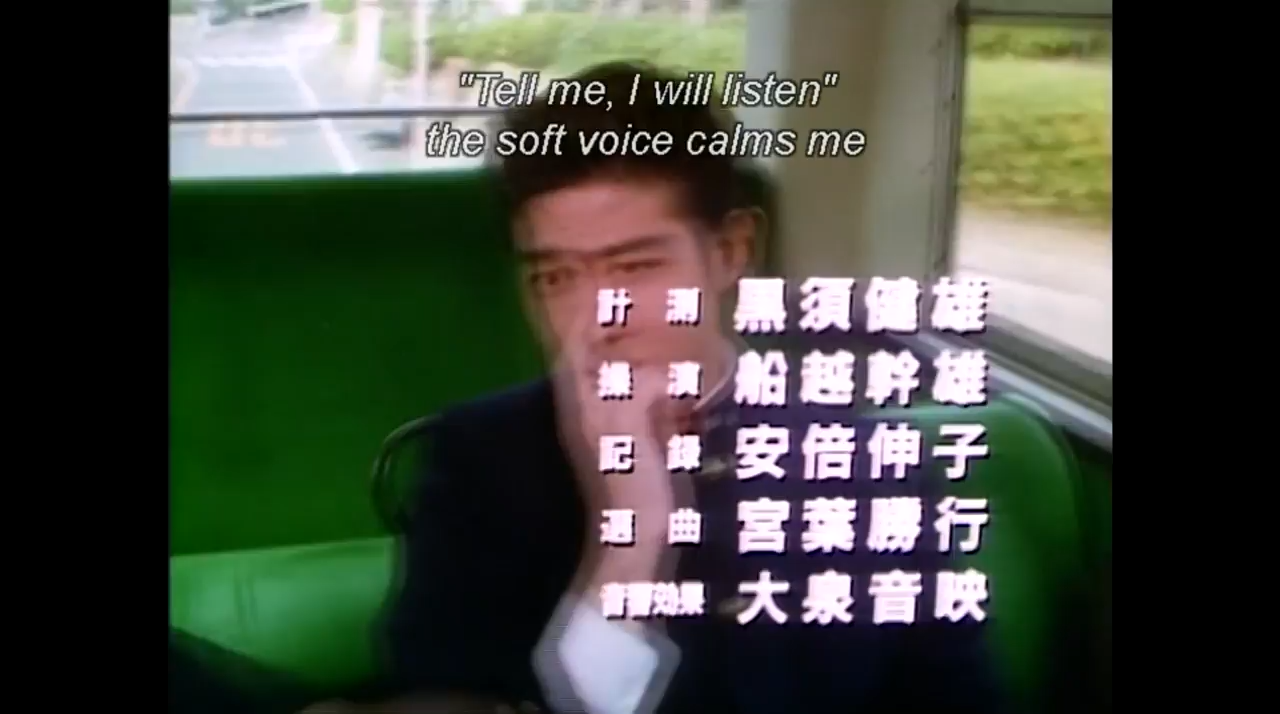 "Tell me, I will listen"
the soft voice calms me
計測 黒須健雄
操演 船越幹雄
記録 安倍伸子
選曲 宮葉勝行
音響効果 大泉音映